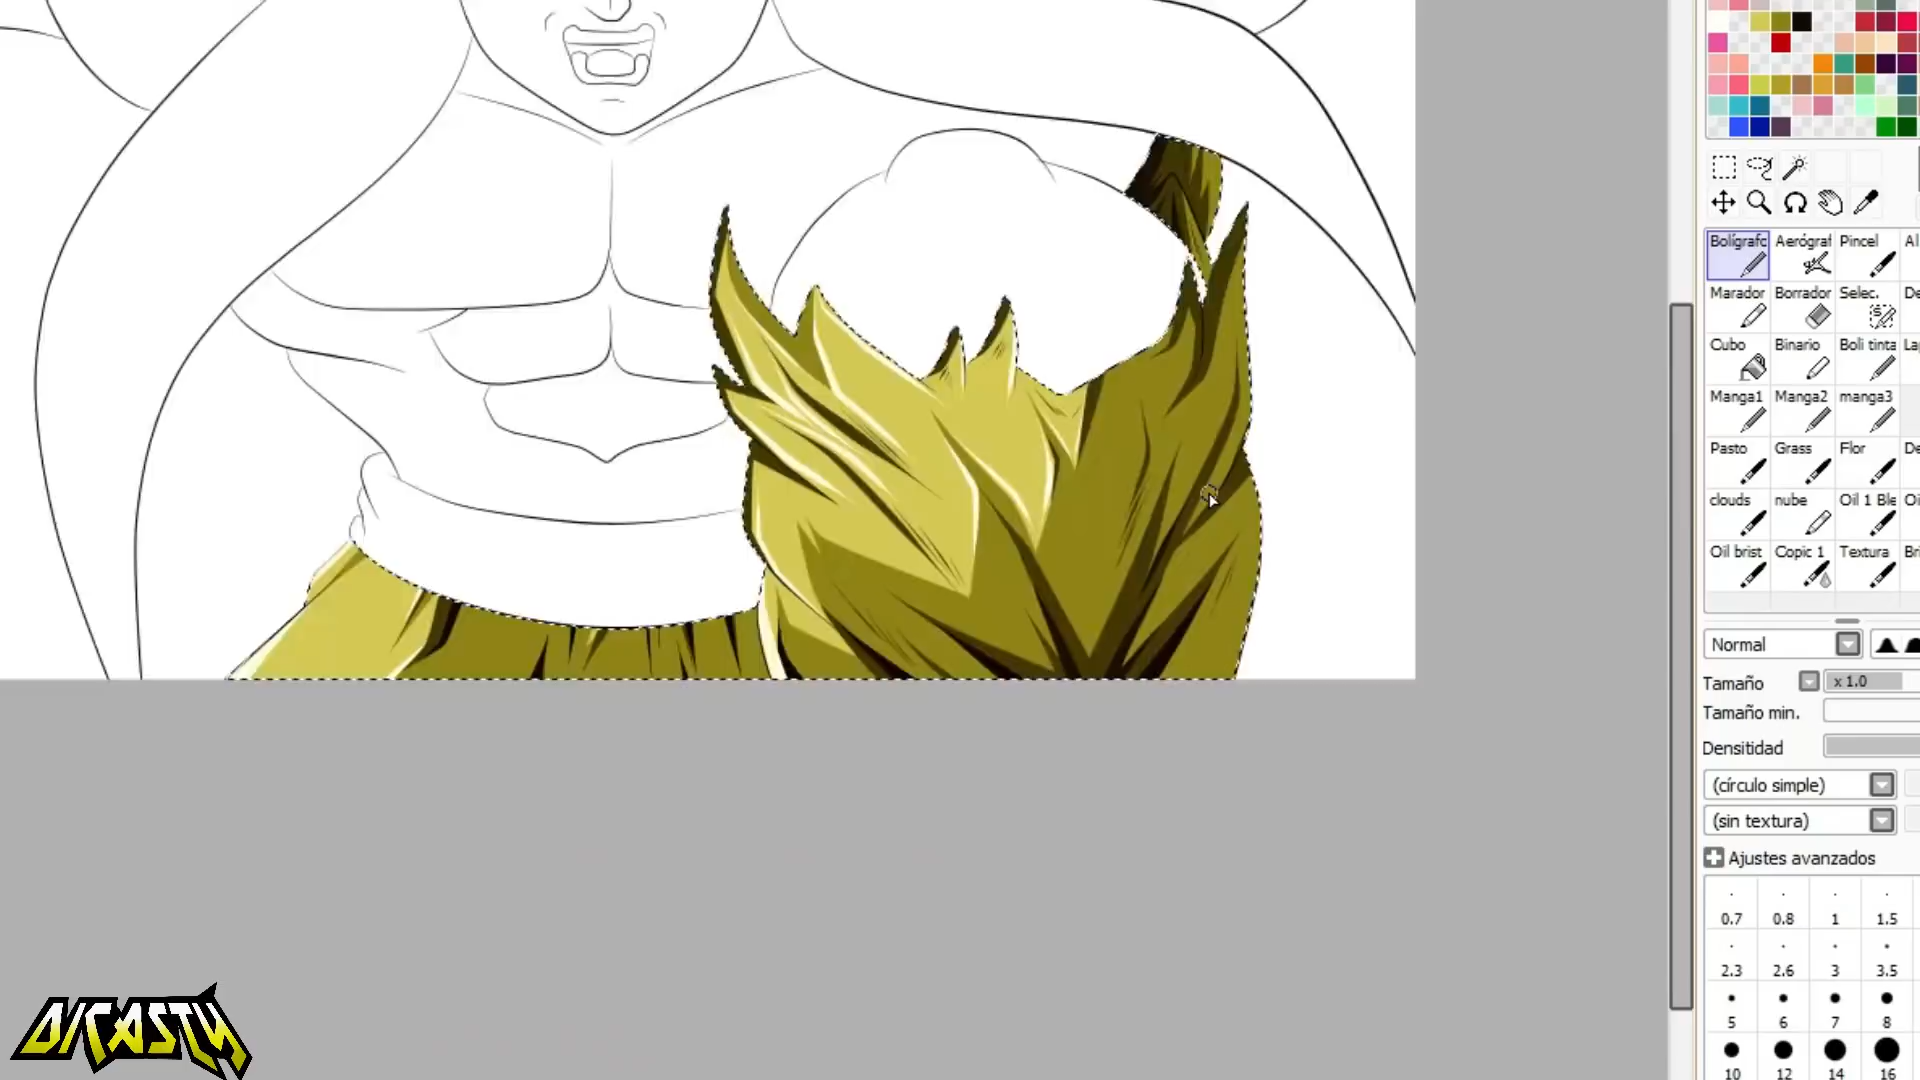 Bolígrafc Aerógraf Pincel Al
Marador Borrador Selec. De
Cubo Binario Boli tinta La
Manga1 Manga2 manga3
Pasto Grass Flor De
clouds nube Oil 1 Ble Oi
Oil brist Copic 1 Textura Bri
Normal
Tamaño x 1.0
Tamaño min.
Densitidad
(círculo simple)
(sin textura)
Ajustes avanzados
0.7 0.8 1 1.5
2.3 2.6 3 3.5
5 6 7 8
10 12 14 16
DICASTY